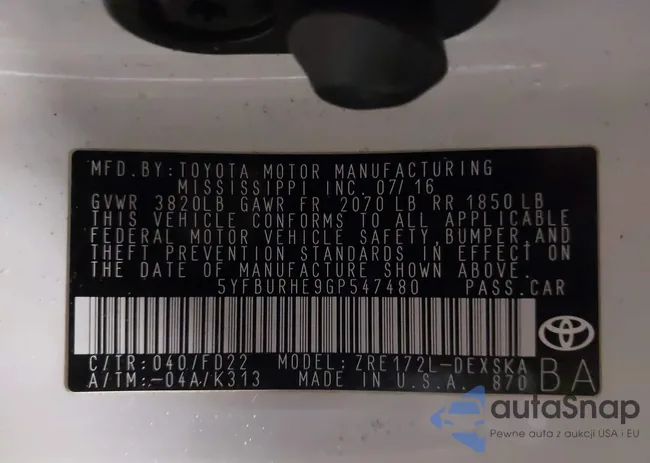 MFD.BY: TOYOTA MOTOR MANUFACTURING
MISSISSIPPI INC. 07/16
GVWR 3820LB GAWR FR 2070 LB RR 1850 LB
THIS VEHICLE CONFORMS TO ALL APPLICABLE
FEDERAL MOTOR VEHICLE SAFETY, BUMPER, AND
THEFT PREVENTION STANDARDS IN EFFECT ON
THE DATE OF MANUFACTURE SHOWN ABOVE.
5YFBURHE9GP547480 PASS.CAR
C/TR: 040/FD22 MODEL: ZRE172L-DEXSKA
A/TM: -04A/K313 MADE IN U.S.A. 870
BA
autaSnap
Pewne auta z aukcji USA i EU